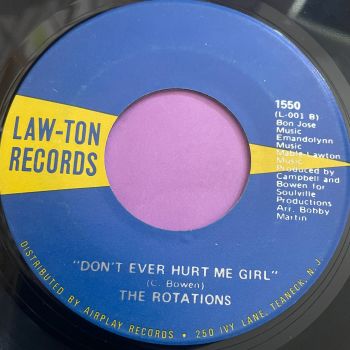 LAW-TON
RECORDS
1550
(L-001 B)
Bon Jose
Music
Emandolynn
Music
Mable-Lawton
Music
Produced by
Campbell and
Bowen for
Soulville
Productions
Arr. Bobby
Martin
"DON'T EVER HURT ME GIRL"
(C. Bowen)
THE ROTATIONS
DISTRIBUTED BY AIRPLAY RECORDS • 250 IVY LANE, TEANECK, N. J.